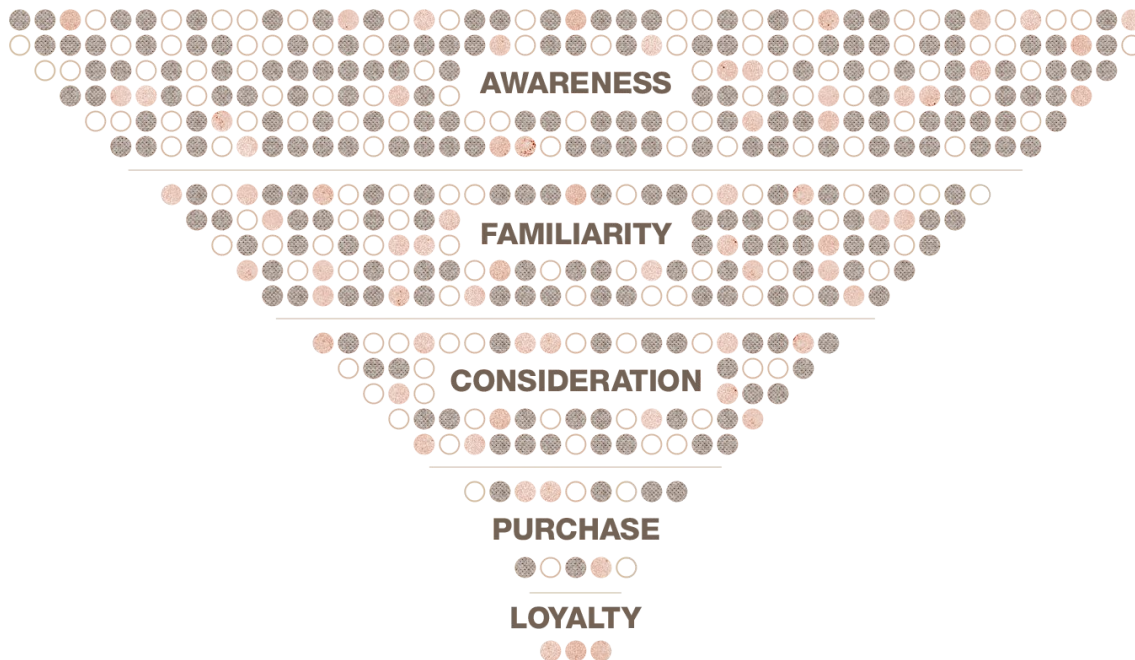 AWARENESS
FAMILIARITY
CONSIDERATION
PURCHASE
LOYALTY